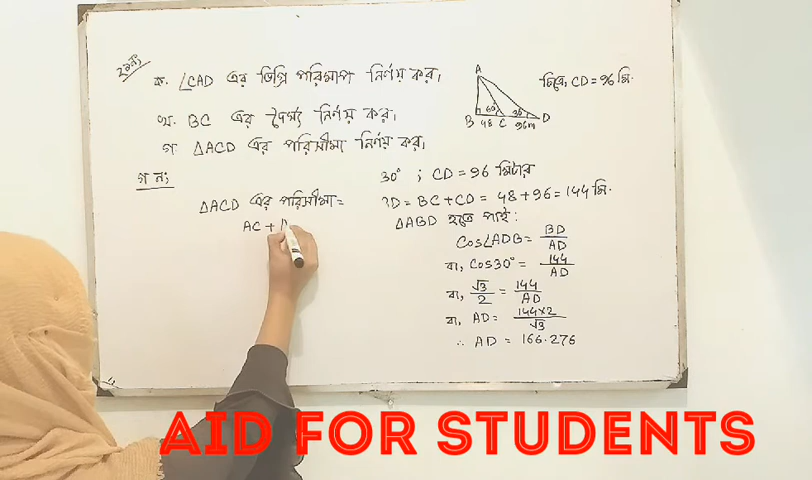 ২নং
ক. ∠CAD এর ডিগ্রি পরিমাপ নির্ণয় কর।
খ. BC এর দৈর্ঘ্য নির্ণয় কর।
গ. △ACD এর পরিসীমা নির্ণয় কর।
A
60°
30°
B 48 C 96m D
চিত্রে, CD = 96 মি.
গ নং
△ACD এর পরিসীমা =
AC +
30° ; CD = 96 মিটার
BD = BC + CD = 48 + 96 = 144 মি.
△ABD হতে পাই:
Cos∠ADB = BD/AD
বা, Cos30° = 144/AD
বা, √3/2 = 144/AD
বা, AD = 144×2/√3
∴ AD = 166.276
AID FOR STUDENTS